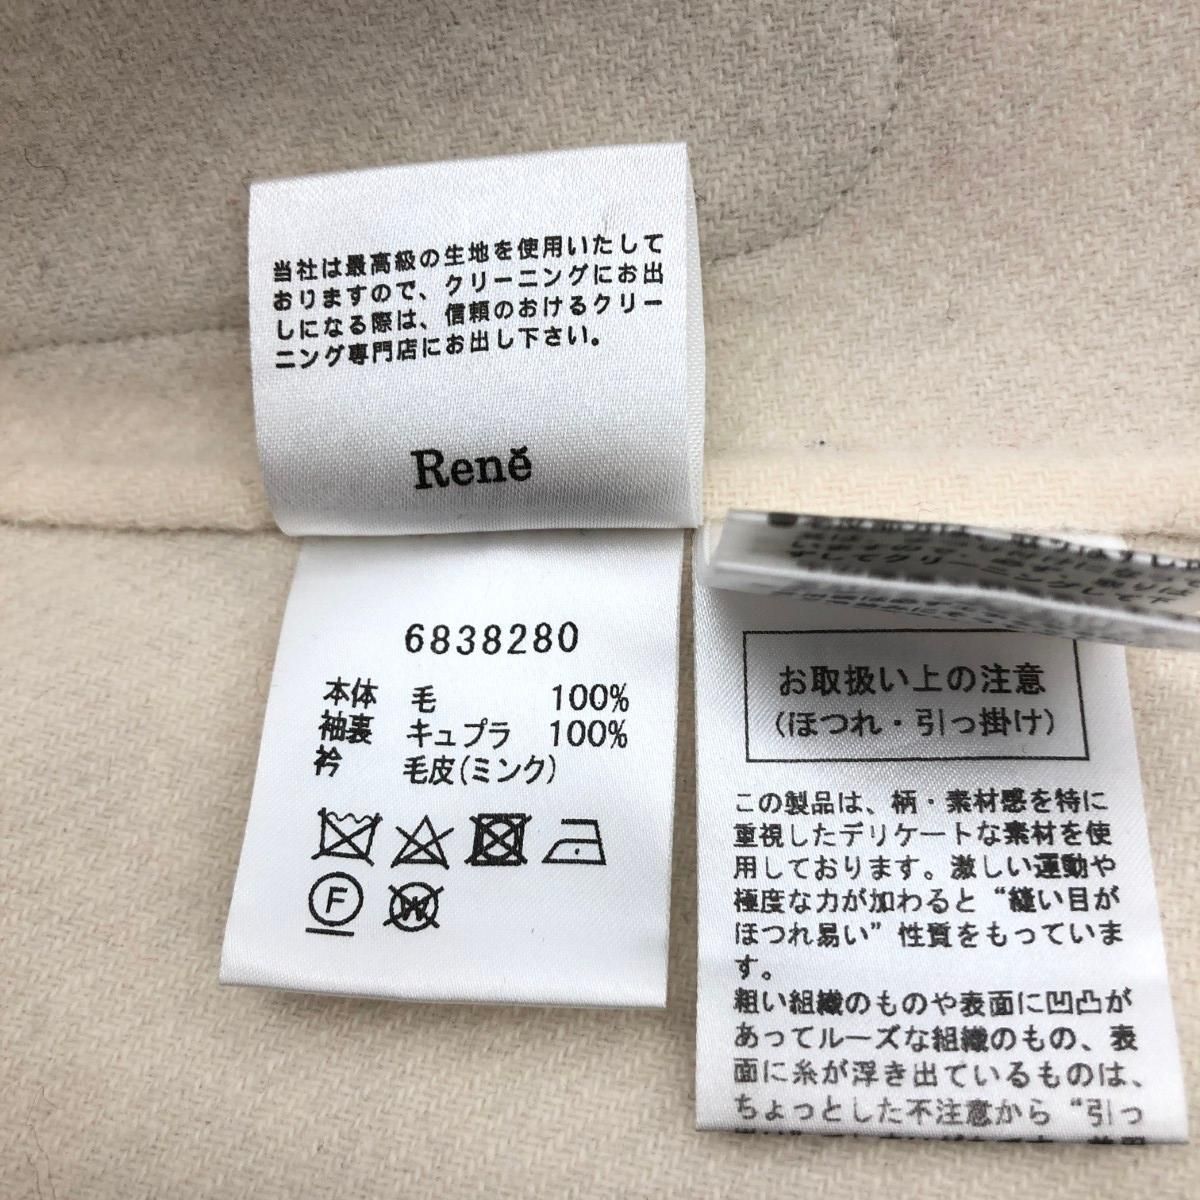 当社は最高級の生地を使用いたして
おりますので、クリーニングにお出
しになる際は、信頼のおけるクリー
ニング専門店にお出し下さい。
Renĕ
6838280
本体 毛 100%
袖裏 キュプラ 100%
衿 毛皮(ミンク)
F
W
お取扱い上の注意
(ほつれ・引っ掛け)
この製品は、柄・素材感を特に
重視したデリケートな素材を使
用しております。激しい運動や
極度な力が加わると“縫い目が
ほつれ易い”性質をもっていま
す。
粗い組織のものや表面に凹凸が
あってルーズな組織のもの、表
面に糸が浮き出ているものは、
ちょっとした不注意から“引っ